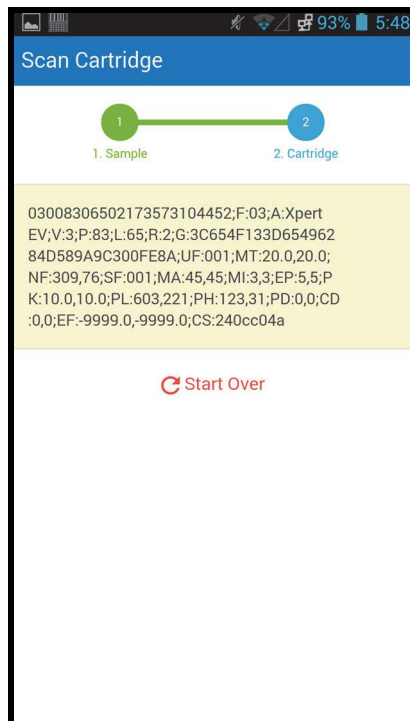 93% 5:48
Scan Cartridge
1 2
1. Sample 2. Cartridge
03008306502173573104452;F:03;A:Xpert
EV;V:3;P:83;L:65;R:2;G:3C654F133D654962
84D589A9C300FE8A;UF:001;MT:20.0,20.0;
NF:309,76;SF:001;MA:45,45;MI:3,3;EP:5,5;P
K:10.0,10.0;PL:603,221;PH:123,31;PD:0,0;CD
:0,0;EF:-9999.0,-9999.0;CS:240cc04a
Start Over